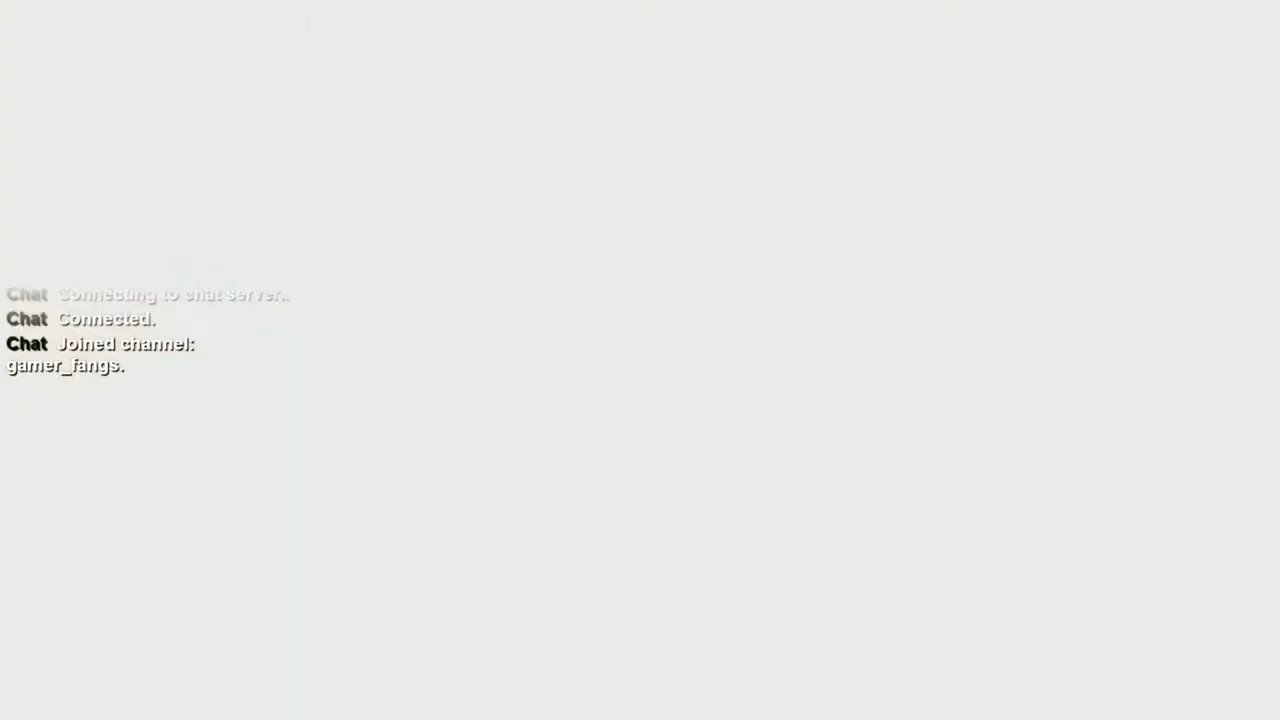 Chat Connecting to chat server..
Chat Connected.
Chat Joined channel:
gamer_fangs.